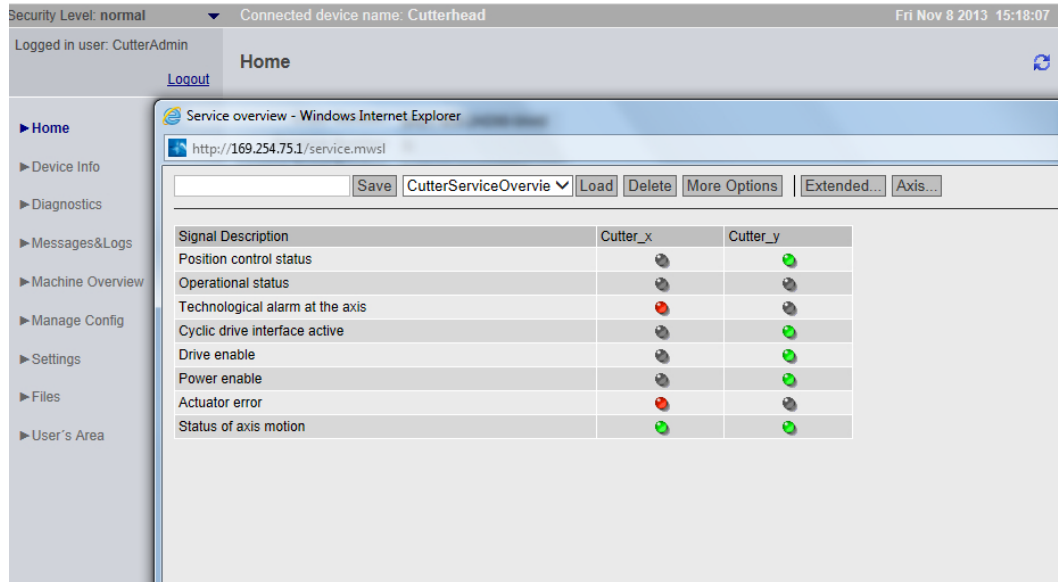 Security Level: normal Connected device name: Cutterhead Fri Nov 8 2013 15:18:07
Logged in user: CutterAdmin
Logout
Home
Service overview - Windows Internet Explorer
http://169.254.75.1/service.mwsl
Save CutterServiceOvervie Load Delete More Options Extended... Axis...
►Home
►Device Info
►Diagnostics
►Messages&Logs
►Machine Overview
►Manage Config
►Settings
►Files
►User's Area
Signal Description Cutter_x Cutter_y
Position control status
Operational status
Technological alarm at the axis
Cyclic drive interface active
Drive enable
Power enable
Actuator error
Status of axis motion